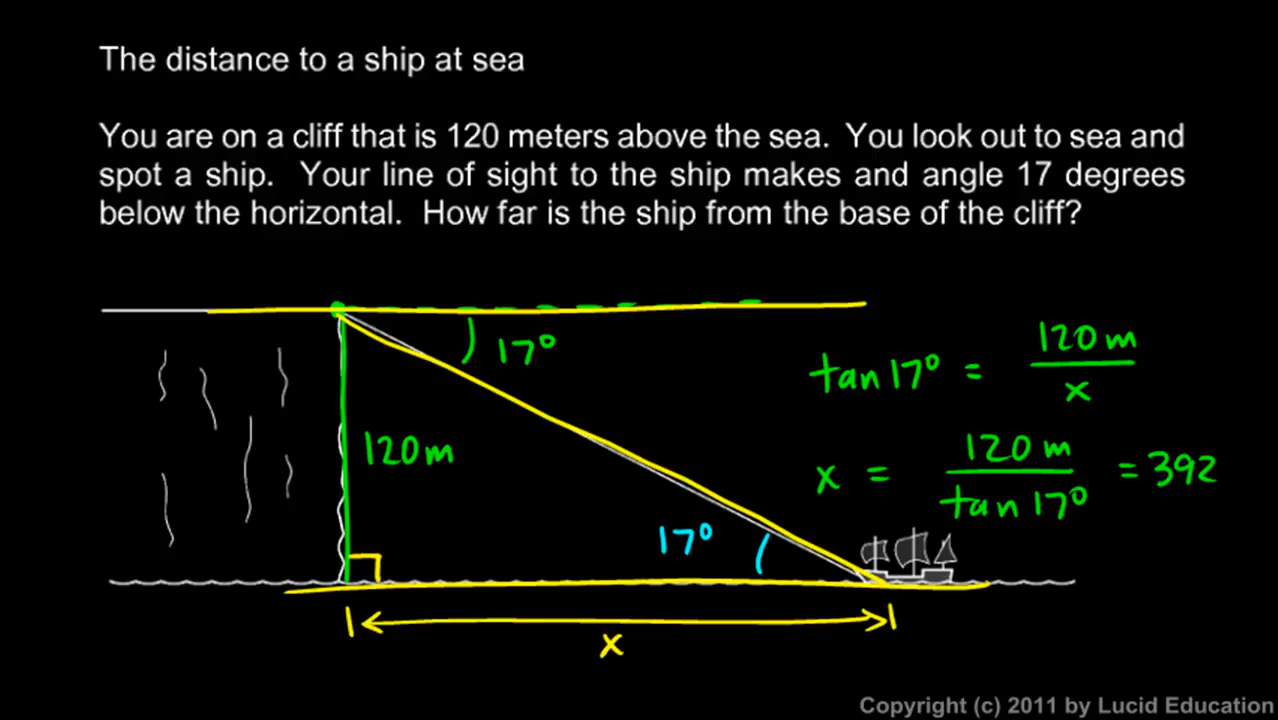 The distance to a ship at sea
You are on a cliff that is 120 meters above the sea. You look out to sea and
spot a ship. Your line of sight to the ship makes and angle 17 degrees
below the horizontal. How far is the ship from the base of the cliff?
17°
tan 17° = 120 m / x
120 m
x = 120 m / tan 17° = 392
17°
x
Copyright (c) 2011 by Lucid Education